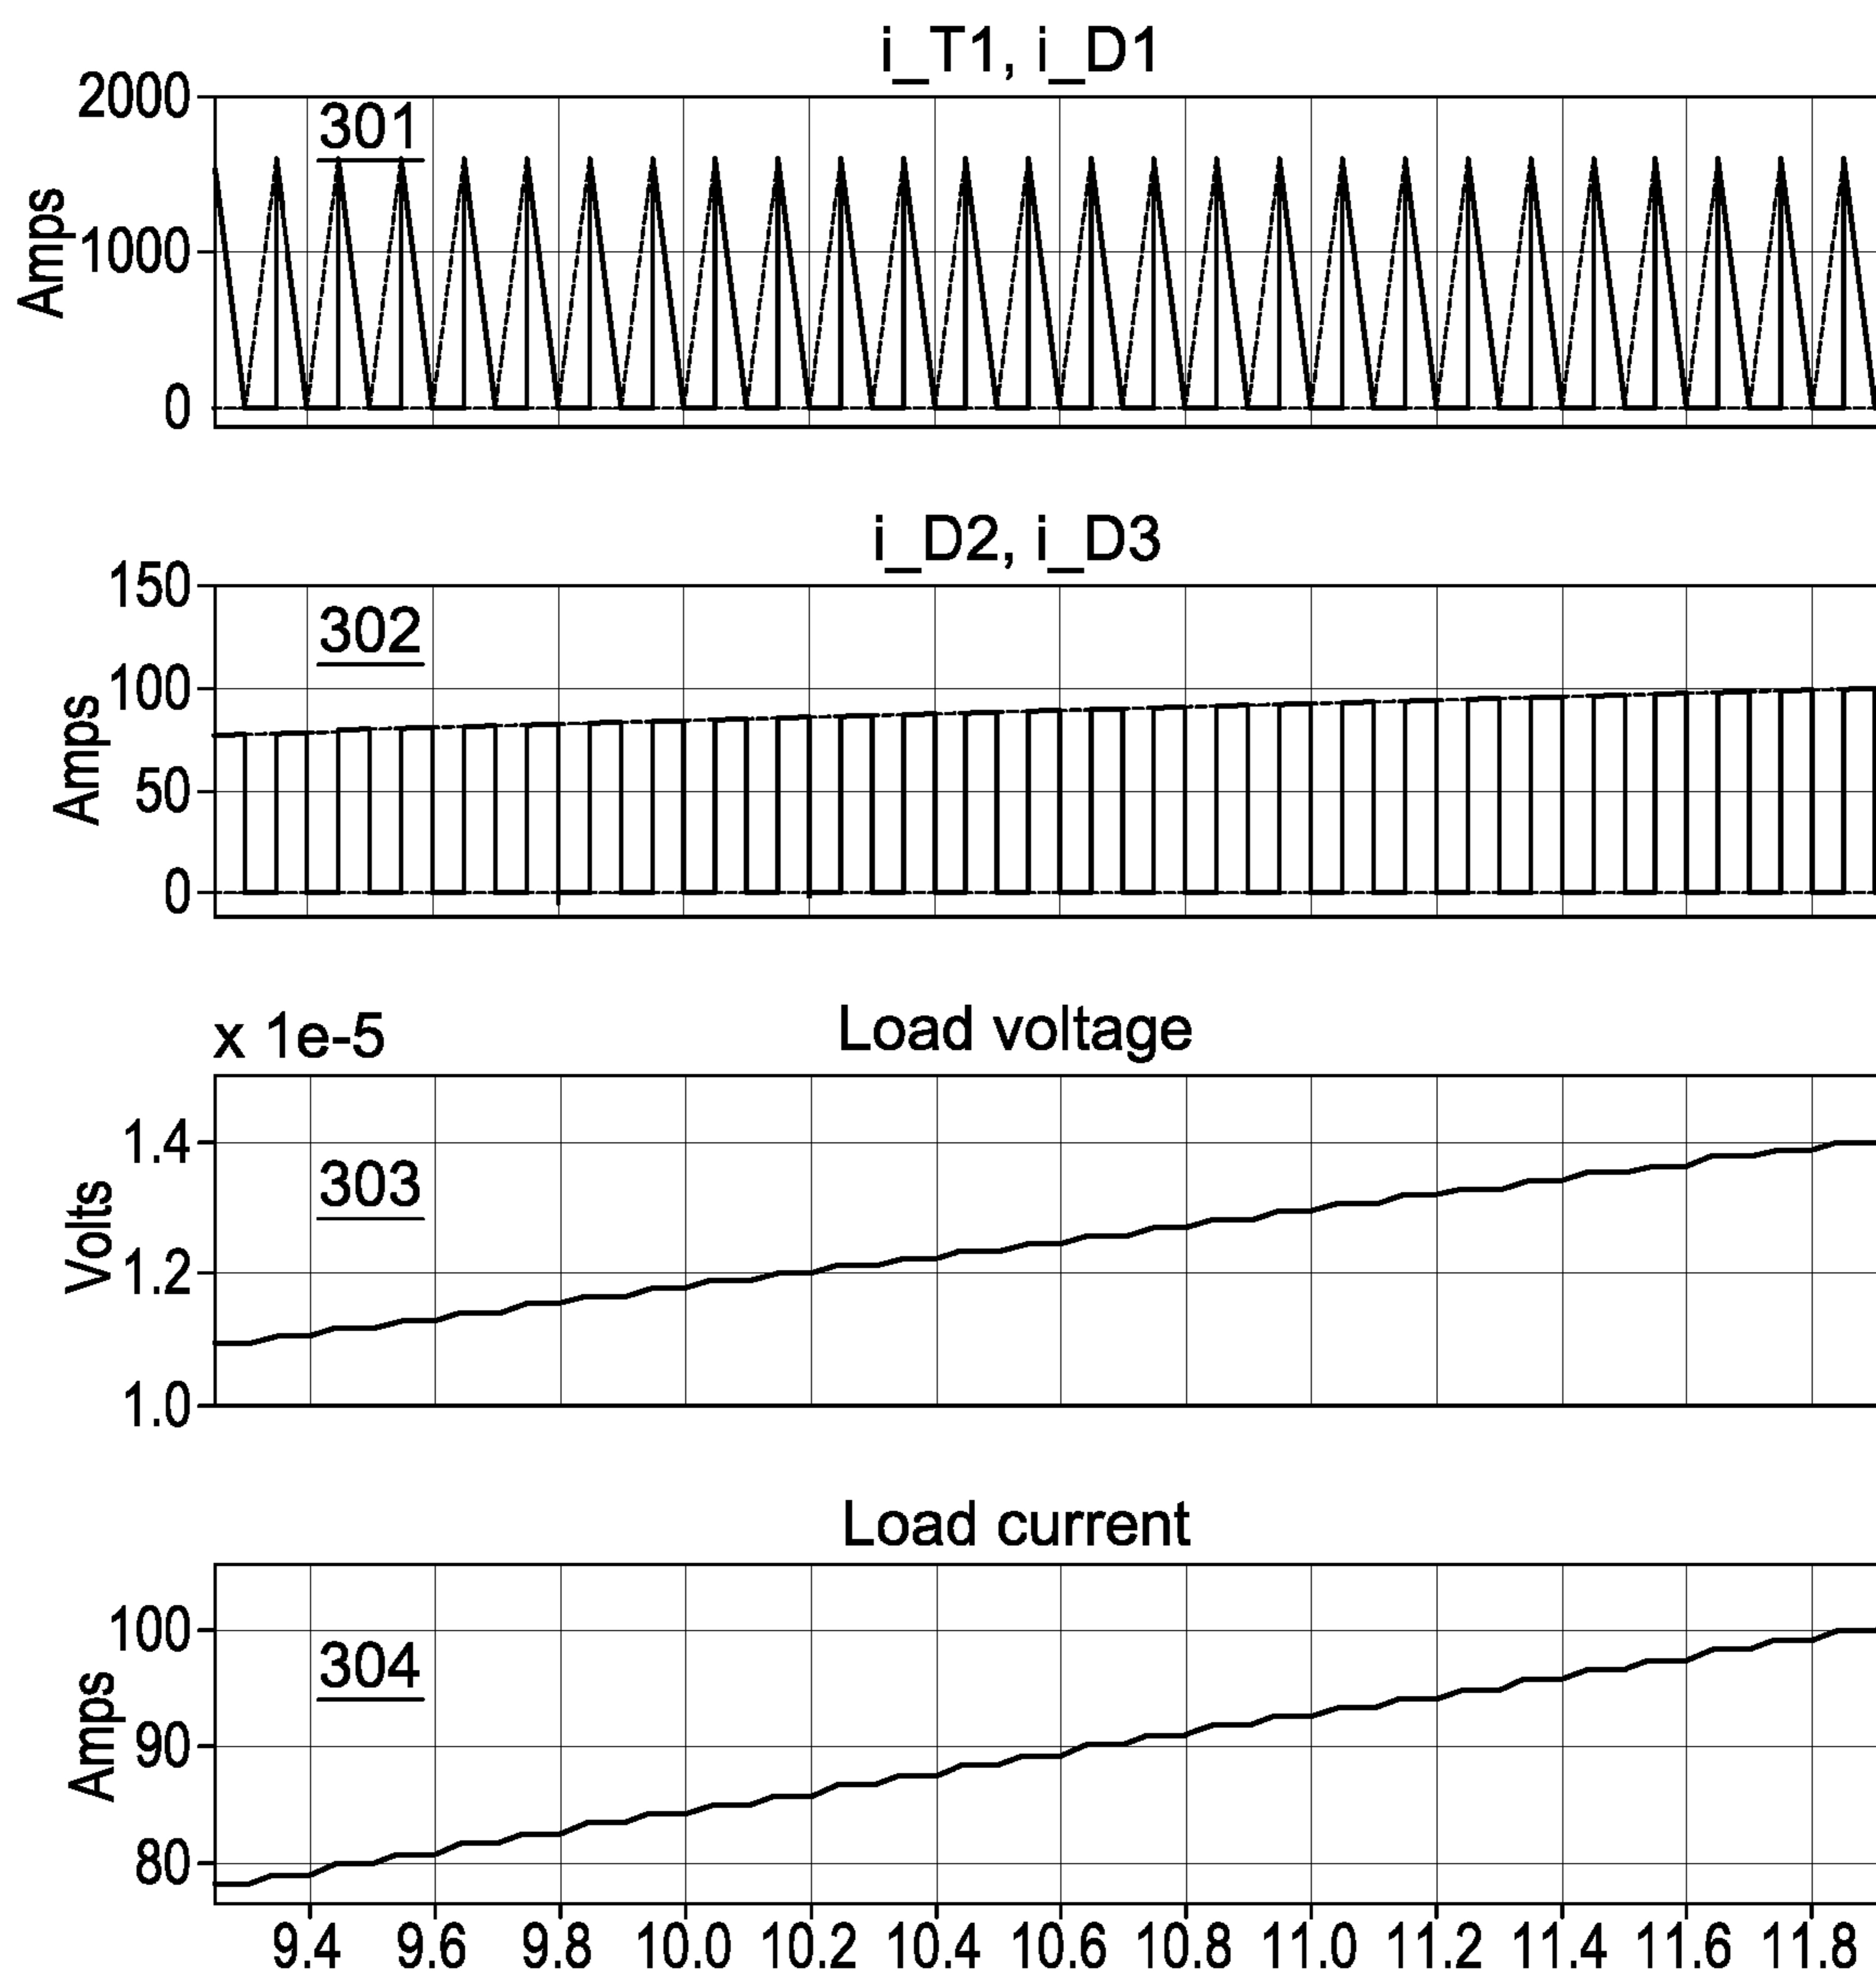 i_T1, i_D1
2000
301
Amps
1000
0
i_D2, i_D3
150
302
100
Amps
50
0
x 1e-5
Load voltage
1.4
303
Volts
1.2
1.0
Load current
100
304
Amps
90
80
9.4 9.6 9.8 10.0 10.2 10.4 10.6 10.8 11.0 11.2 11.4 11.6 11.8